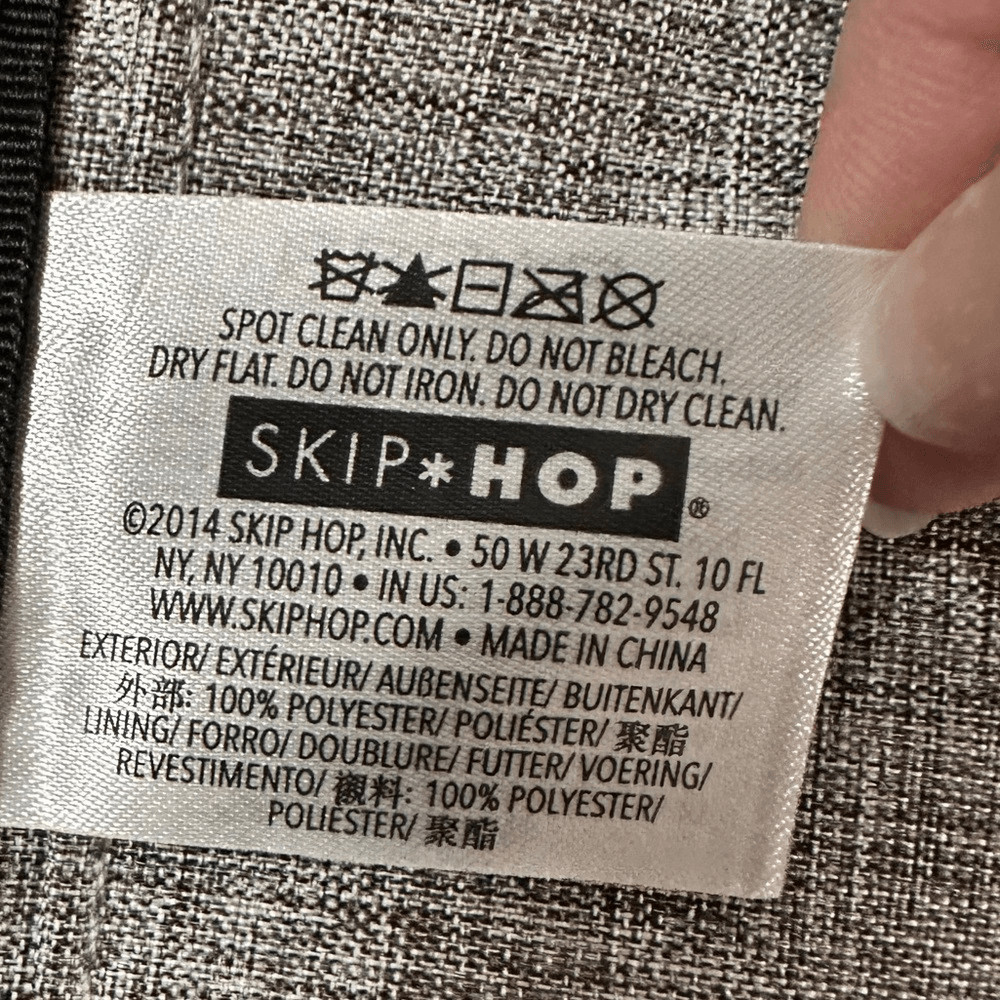 SPOT CLEAN ONLY. DO NOT BLEACH.
DRY FLAT. DO NOT IRON. DO NOT DRY CLEAN.
SKIP*HOP®
©2014 SKIP HOP, INC. • 50 W 23RD ST. 10 FL
NY, NY 10010 • IN US: 1-888-782-9548
WWW.SKIPHOP.COM • MADE IN CHINA
EXTERIOR/ EXTÉRIEUR/ AUßENSEITE/ BUITENKANT/
外部: 100% POLYESTER/ POLIÉSTER/ 聚酯
LINING/ FORRO/ DOUBLURE/ FUTTER/ VOERING/
REVESTIMENTO/ 襯料: 100% POLYESTER/
POLIÉSTER/ 聚酯